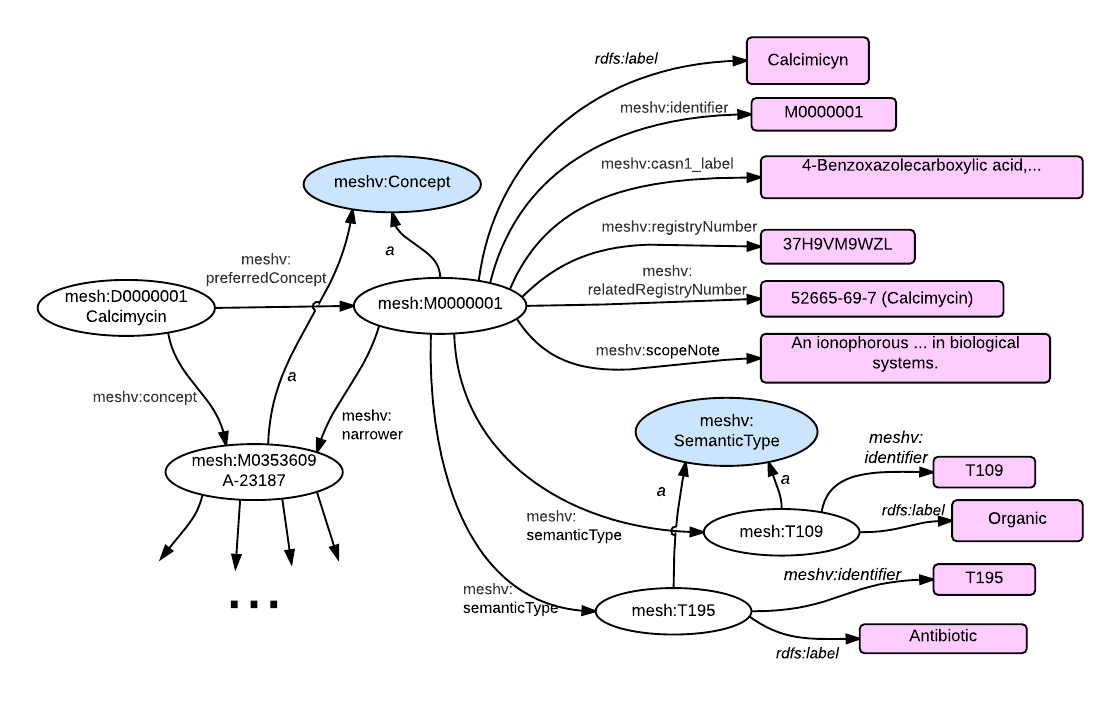 rdfs:label
Calcimicyn
meshv:identifier
M0000001
meshv:Concept
meshv:casn1_label
4-Benzoxazolecarboxylic acid,...
a
meshv:registryNumber
37H9VM9WZL
meshv:
preferredConcept
mesh:D0000001
Calcimycin
mesh:M0000001
meshv:
relatedRegistryNumber
52665-69-7 (Calcimycin)
meshv:scopeNote
An ionophorous ... in biological
systems.
a
meshv:concept
meshv:
narrower
mesh:M0353609
A-23187
meshv:
SemanticType
meshv:
identifier
T109
a
a
rdfs:label
Organic
meshv:
semanticType
mesh:T109
meshv:identifier
T195
meshv:
semanticType
mesh:T195
Antibiotic
rdfs:label
...